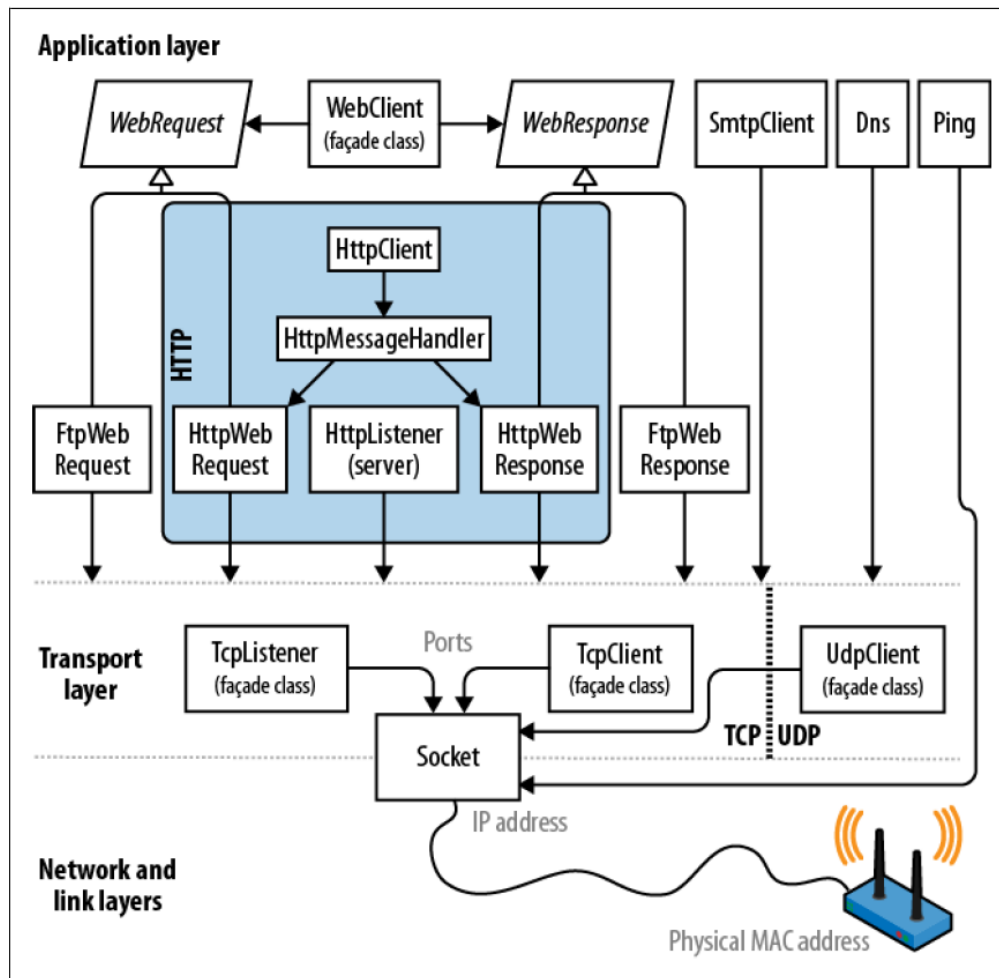 Application layer
WebRequest
WebClient
(façade class)
WebResponse
SmtpClient
Dns
Ping
HTTP
HttpClient
HttpMessageHandler
FtpWeb
Request
HttpWeb
Request
HttpListener
(server)
HttpWeb
Response
FtpWeb
Response
Transport
layer
TcpListener
(façade class)
Ports
TcpClient
(façade class)
UdpClient
(façade class)
TCP
UDP
Socket
IP address
Network and
link layers
Physical MAC address